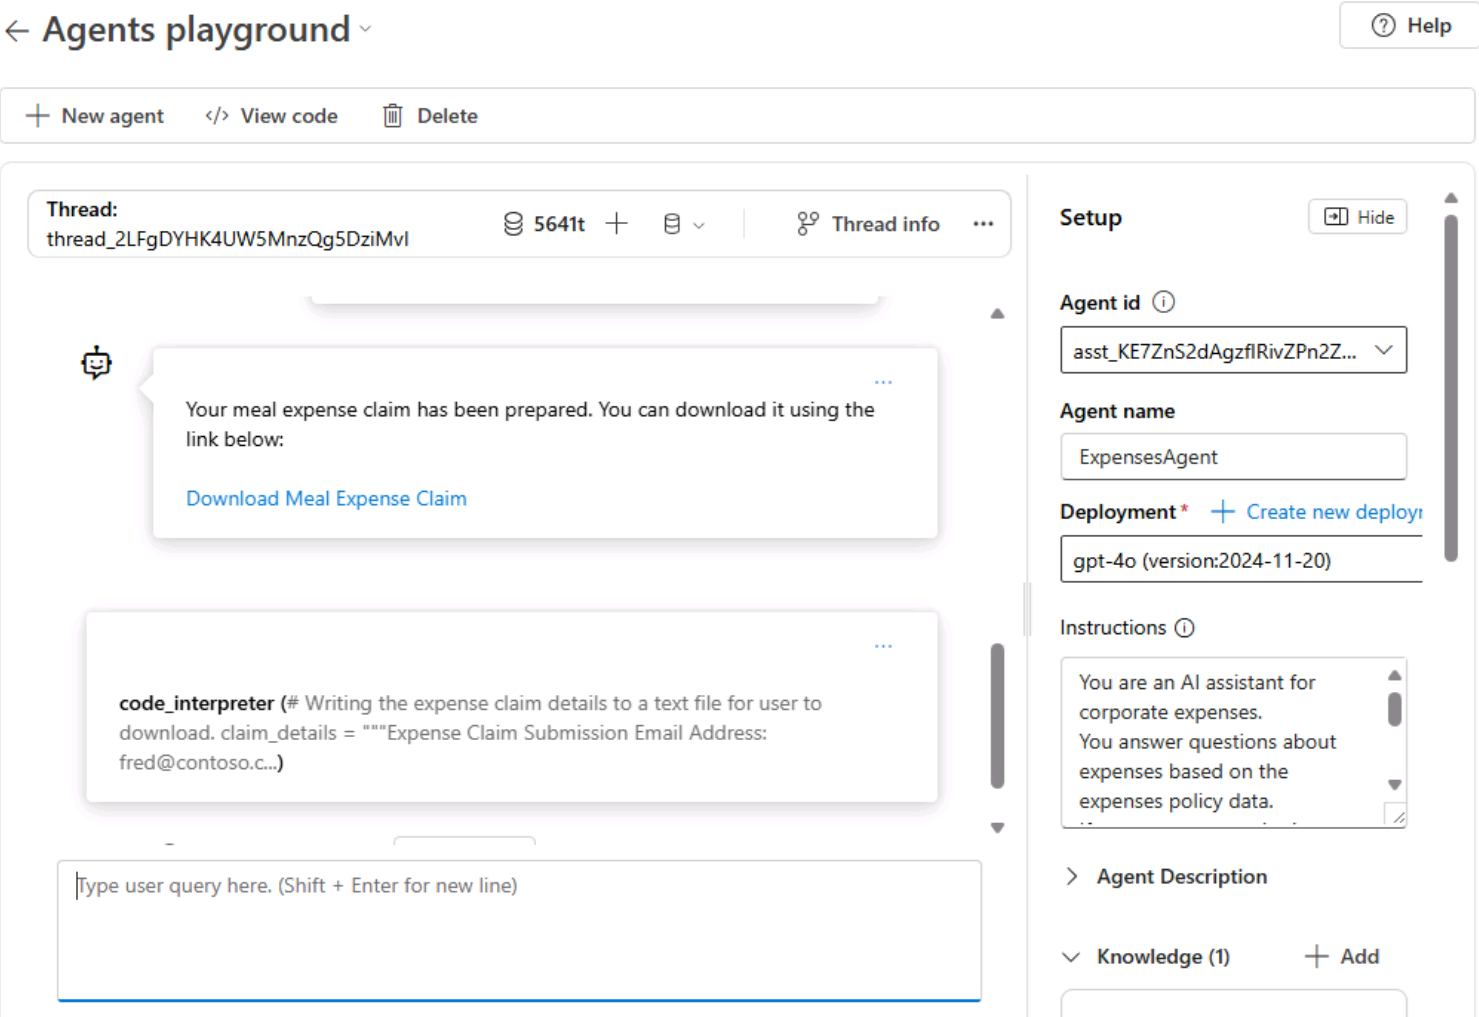 Agents playground
Help
New agent
View code
Delete
Thread:
thread_2LFgDYHK4UW5MnzQg5DziMvI
5641t
Thread info
Your meal expense claim has been prepared. You can download it using the
link below:
Download Meal Expense Claim
code_interpreter (# Writing the expense claim details to a text file for user to
download. claim_details = """Expense Claim Submission Email Address:
fred@contoso.c...)
Type user query here. (Shift + Enter for new line)
Setup
Hide
Agent id
asst_KE7ZnS2dAgzflRivZPn2Z...
Agent name
ExpensesAgent
Deployment* Create new deployr
gpt-4o (version:2024-11-20)
Instructions
You are an AI assistant for
corporate expenses.
You answer questions about
expenses based on the
expenses policy data.
Agent Description
Knowledge (1)
Add